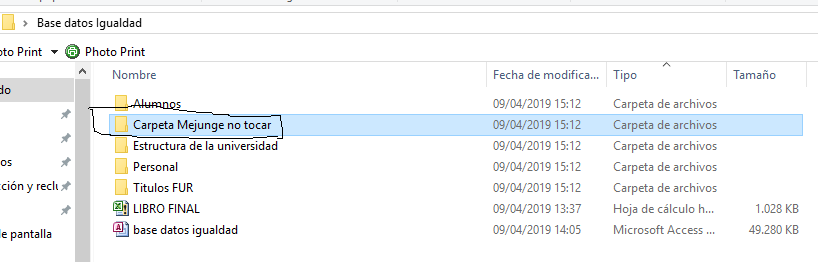 Base datos Igualdad
oto Print Photo Print
do Nombre Fecha de modifica... Tipo Tamaño
Alumnos 09/04/2019 15:12 Carpeta de archivos
Carpeta Mejunge no tocar 09/04/2019 15:12 Carpeta de archivos
os Estructura de la universidad 09/04/2019 15:12 Carpeta de archivos
Personal 09/04/2019 15:12 Carpeta de archivos
cción y reclu Titulos FUR 09/04/2019 15:12 Carpeta de archivos
LIBRO FINAL 09/04/2019 13:37 Hoja de cálculo h... 1.028 KB
de pantalla base datos igualdad 09/04/2019 14:05 Microsoft Access ... 49.280 KB